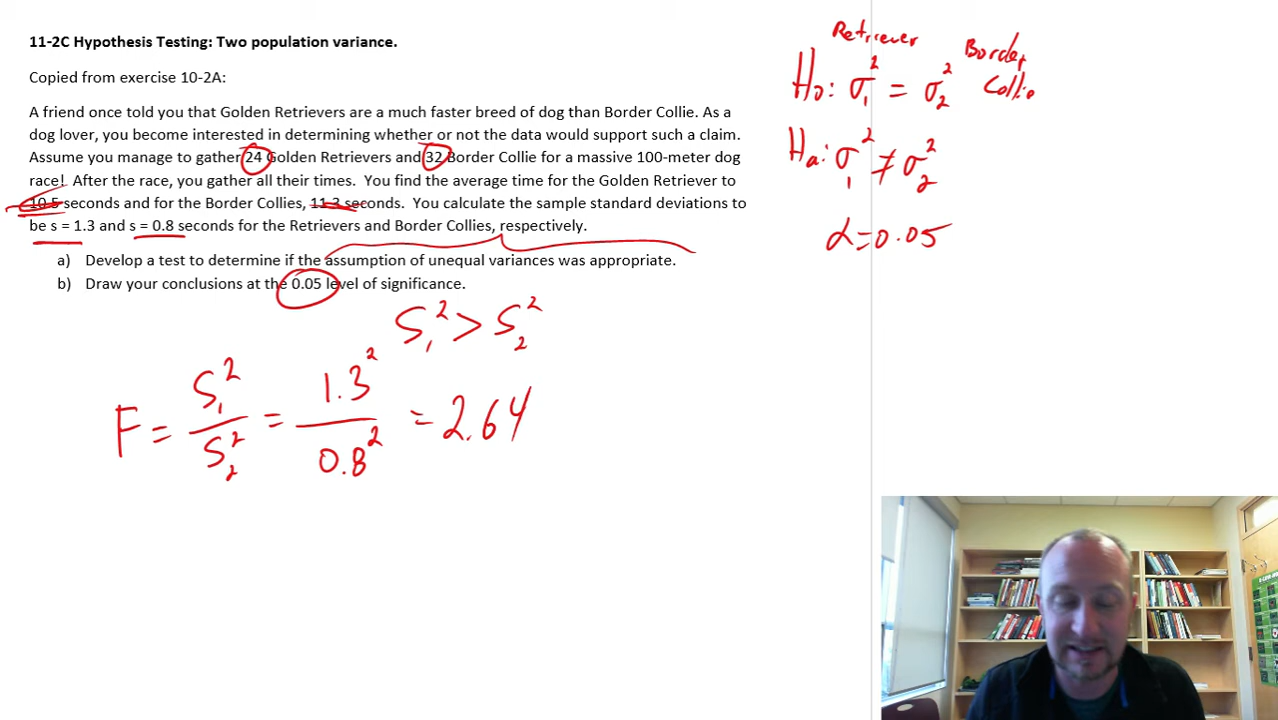 11-2C Hypothesis Testing: Two population variance.
Copied from exercise 10-2A:
A friend once told you that Golden Retrievers are a much faster breed of dog than Border Collie. As a
dog lover, you become interested in determining whether or not the data would support such a claim.
Assume you manage to gather 24 Golden Retrievers and 32 Border Collie for a massive 100-meter dog
race! After the race, you gather all their times. You find the average time for the Golden Retriever to
10.5 seconds and for the Border Collies, 11.3 seconds. You calculate the sample standard deviations to
be s = 1.3 and s = 0.8 seconds for the Retrievers and Border Collies, respectively.
a) Develop a test to determine if the assumption of unequal variances was appropriate.
b) Draw your conclusions at the 0.05 level of significance.
S₁² > S₂²
F = S₁²/S₂² = 1.3²/0.8² = 2.64
Retriever Border
Collie
H₀: σ₁² = σ₂²
Hₐ: σ₁² ≠ σ₂²
α = 0.05